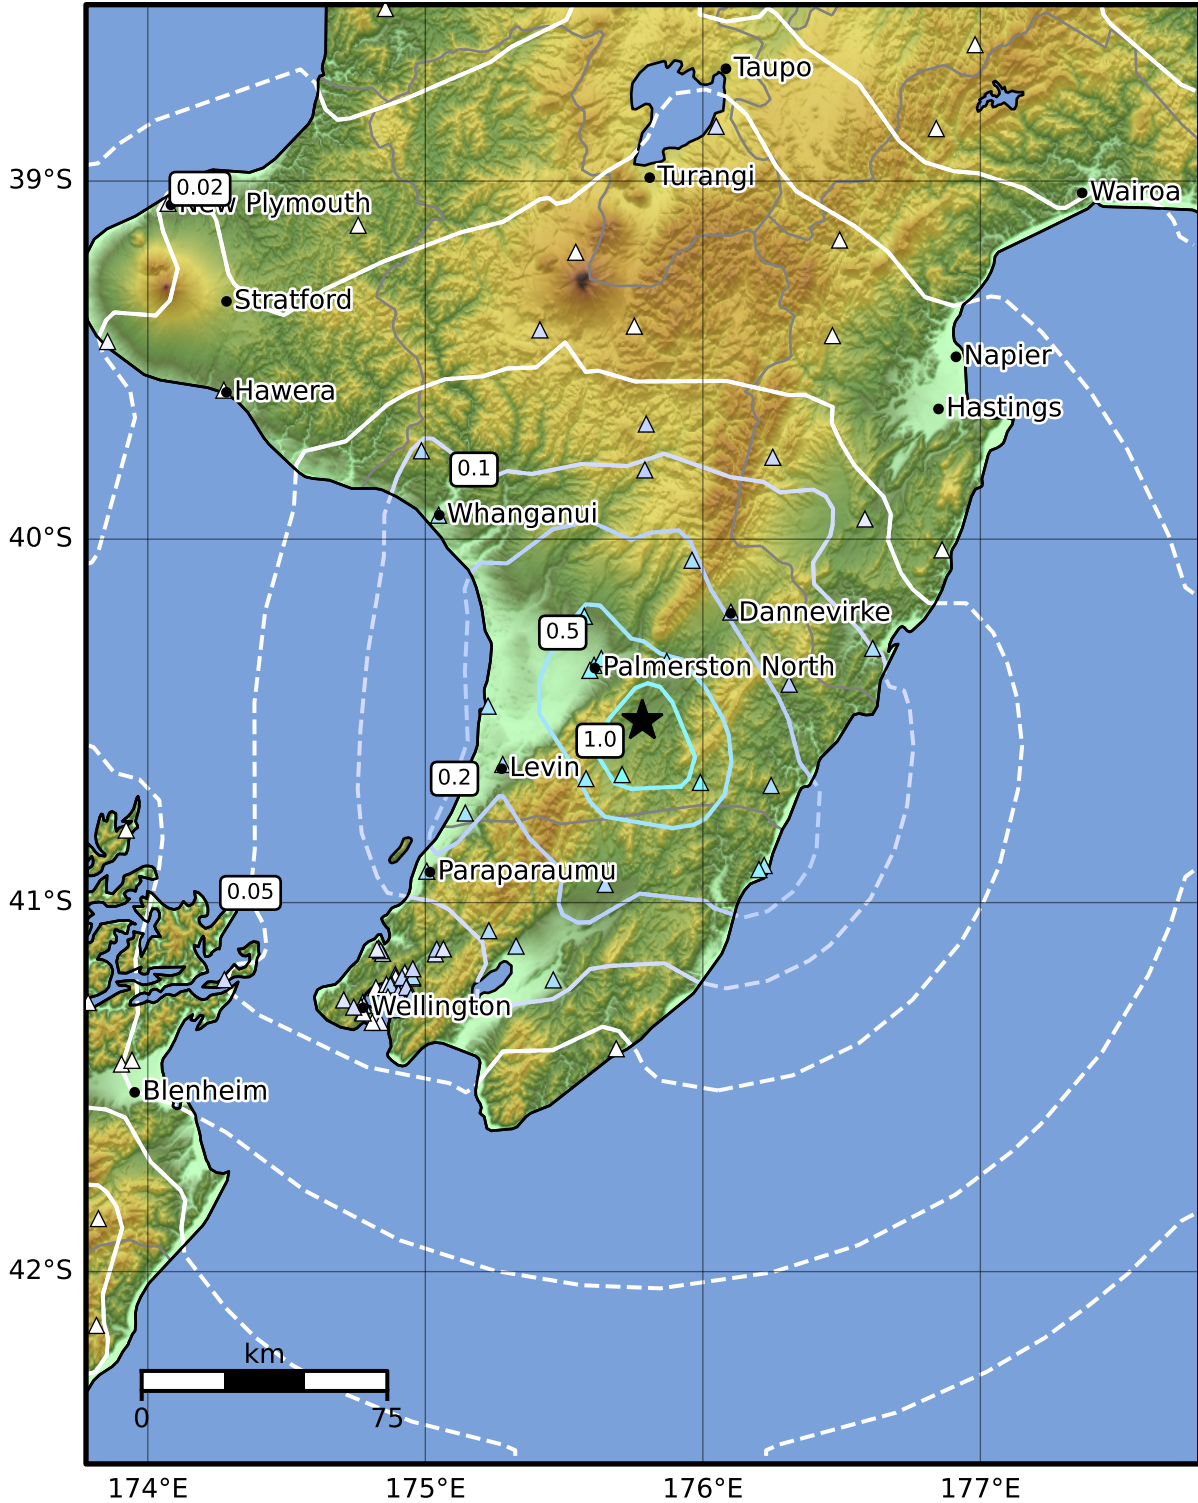 Taupo
39°S
Turangi
0.02
New Plymouth
Wairoa
Stratford
Napier
Hawera
Hastings
0.1
Whanganui
40°S
Dannevirke
0.5
Palmerston North
1.0
Levin
0.2
Paraparaumu
0.05
41°S
Wellington
Blenheim
42°S
km
0 75
174°E 175°E 176°E 177°E